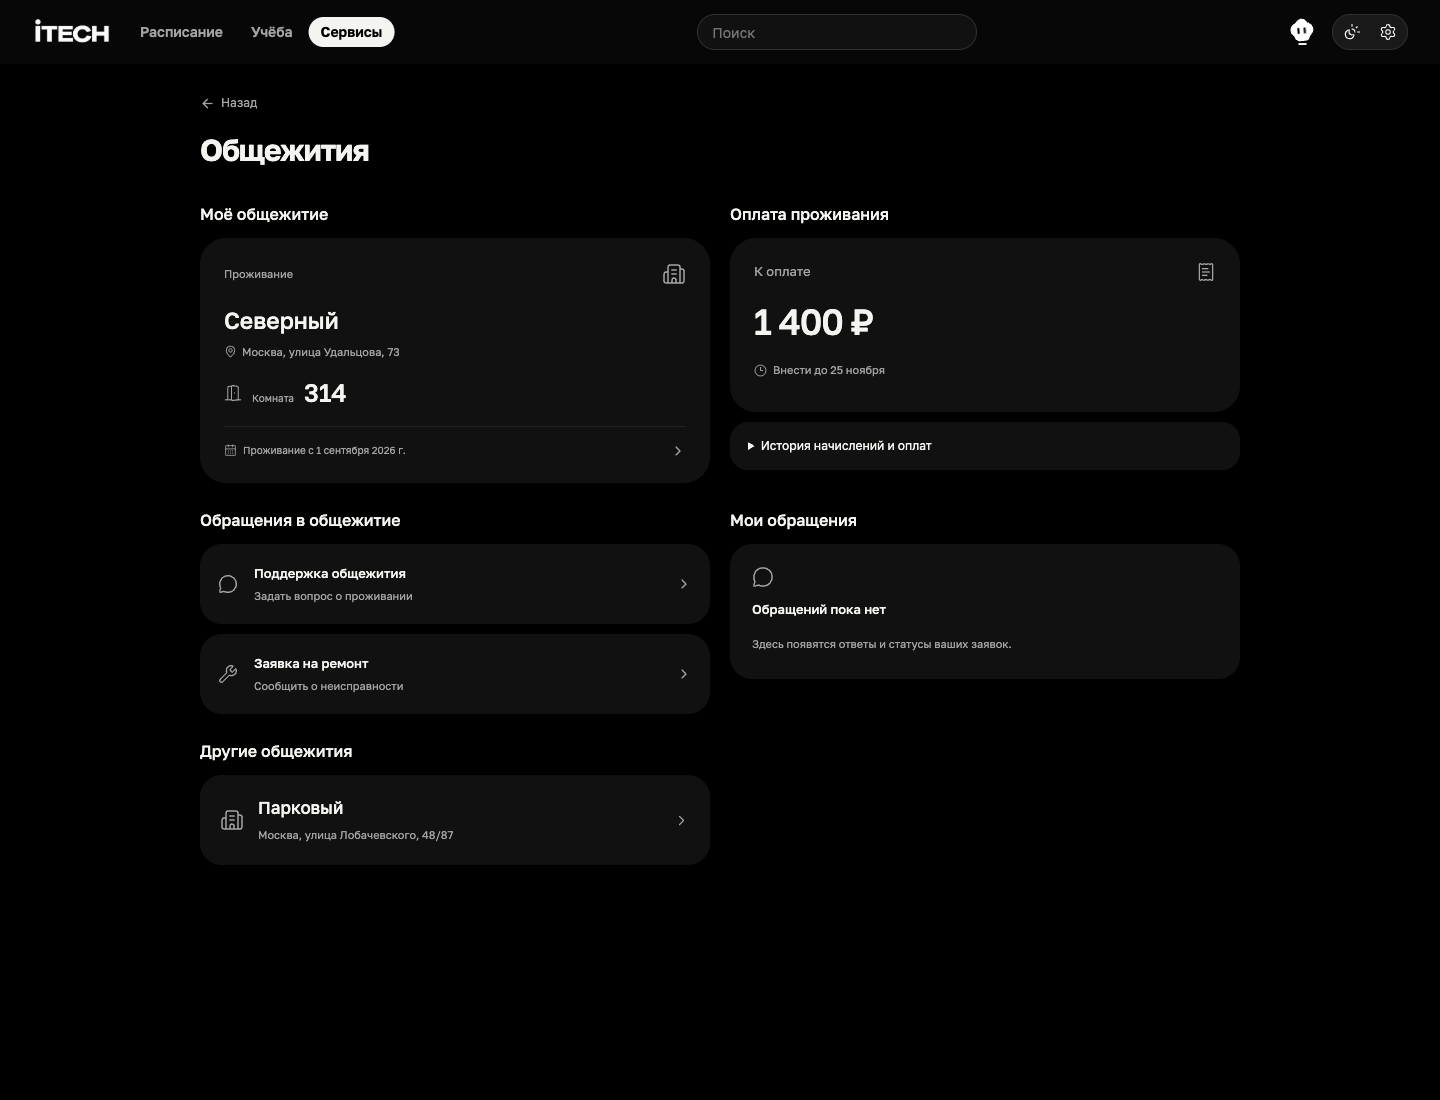 iTECH
Расписание
Учёба
Сервисы
Поиск
Назад
Общежития
Моё общежитие
Проживание
Северный
Москва, улица Удальцова, 73
Комната 314
Проживание с 1 сентября 2026 г.
Оплата проживания
К оплате
1 400 ₽
Внести до 25 ноября
История начислений и оплат
Обращения в общежитие
Поддержка общежития
Задать вопрос о проживании
Заявка на ремонт
Сообщить о неисправности
Мои обращения
Обращений пока нет
Здесь появятся ответы и статусы ваших заявок.
Другие общежития
Парковый
Москва, улица Лобачевского, 48/87